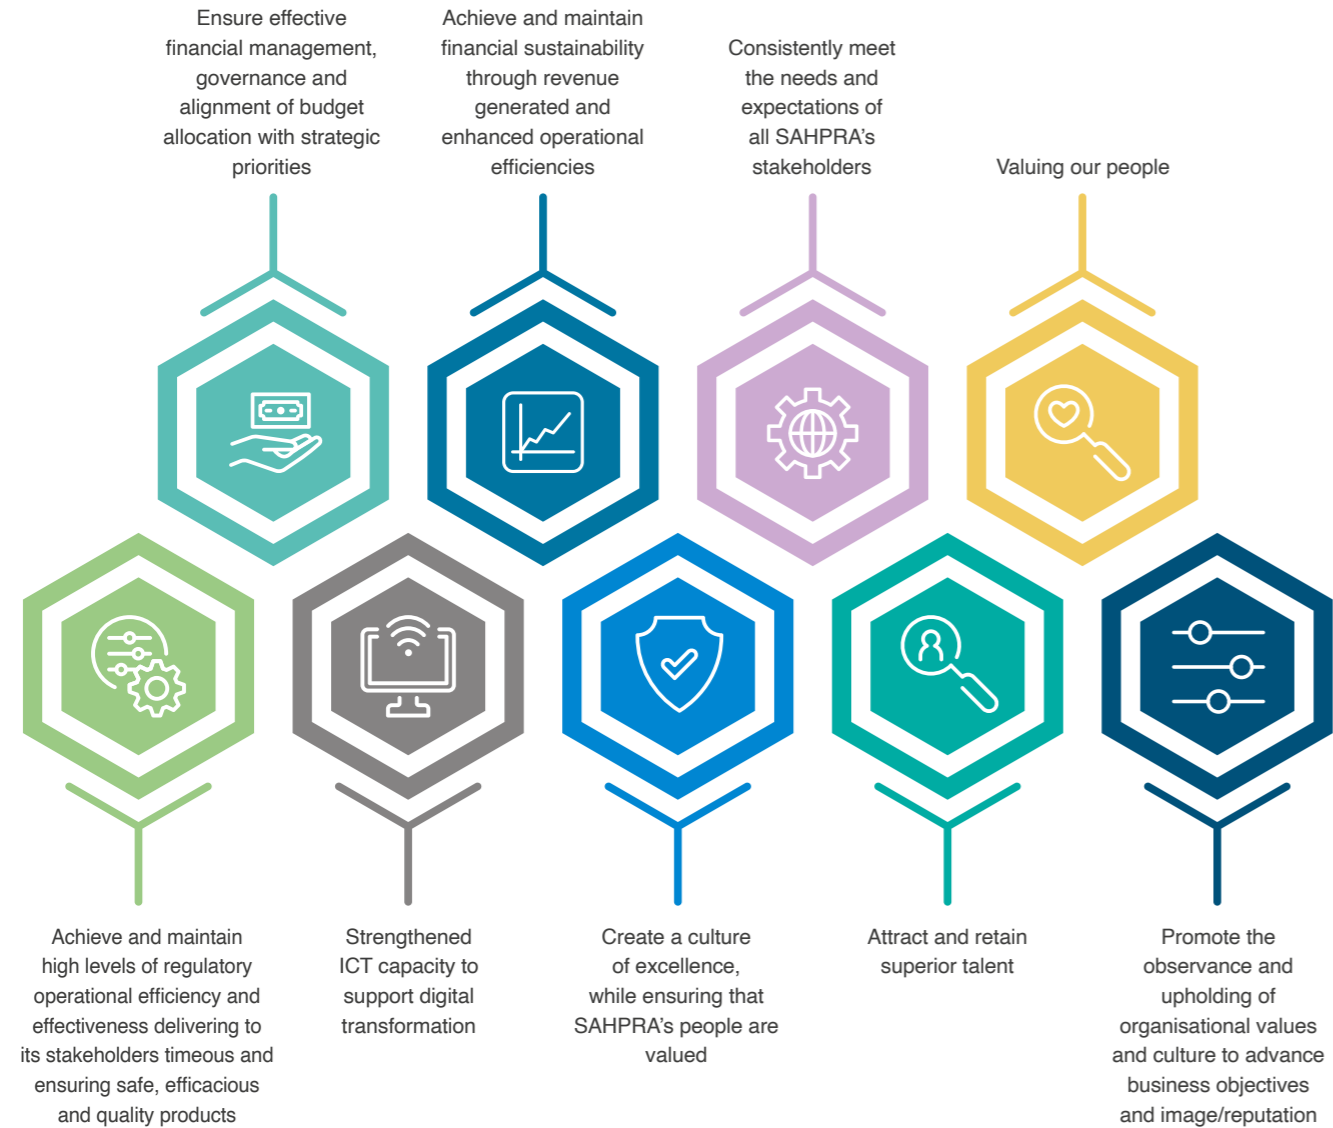 Ensure effective
financial management,
governance and
alignment of budget
allocation with strategic
priorities
Achieve and maintain
financial sustainability
through revenue
generated and
enhanced operational
efficiencies
Consistently meet
the needs and
expectations of
all SAHPRA’s
stakeholders
Valuing our people
Achieve and maintain
high levels of regulatory
operational efficiency and
effectiveness delivering to
its stakeholders timeous and
ensuring safe, efficacious
and quality products
Strengthened
ICT capacity to
support digital
transformation
Create a culture
of excellence,
while ensuring that
SAHPRA’s people are
valued
Attract and retain
superior talent
Promote the
observance and
upholding of
organisational values
and culture to advance
business objectives
and image/reputation